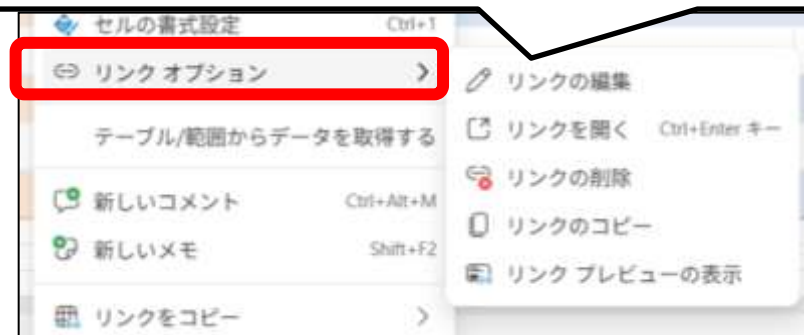 セルの書式設定 Ctrl+1
リンク オプション
テーブル/範囲からデータを取得する
新しいコメント Ctrl+Alt+M
新しいメモ Shift+F2
リンクをコピー
リンクの編集
リンクを開く Ctrl+Enter キー
リンクの削除
リンクのコピー
リンク プレビューの表示